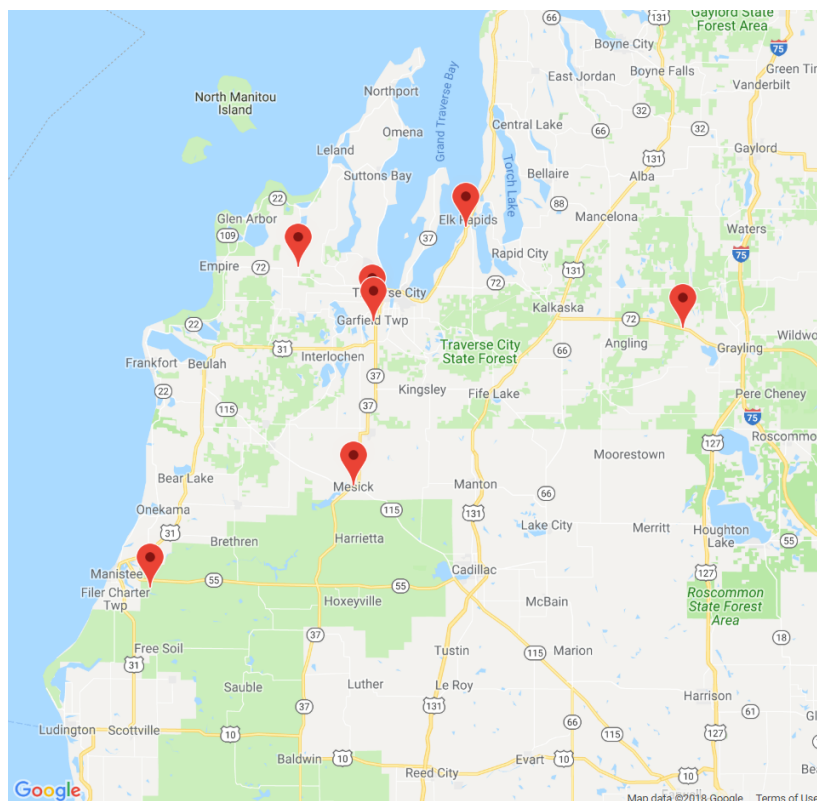 66
131
Gaylord State
Forest Area
Boyne City
75
East Jordan
Boyne Falls
Green Tim
Northport
Vanderbilt
North Manitou
Island
32
Grand Traverse Bay
Omena
Central Lake
66
32
Leland
131
Gaylord
Torch Lake
Suttons Bay
Bellaire
Alba
22
88
Glen Arbor
Elk Rapids
Mancelona
109
37
Waters
Empire
72
Rapid City
75
131
72
Traverse City
Kalkaska
22
Garfield Twp
72
Traverse City
State Forest
Angling
Wildwo
31
Interlochen
66
Grayling
Frankfort
Beulah
37
22
Kingsley
Fife Lake
Pere Cheney
115
37
75
Roscommon
127
Moorestown
Bear Lake
Mesick
Manton
66
Onekama
115
131
Lake City
Merritt
Houghton
Lake
31
Harrietta
Brethren
55
Manistee
Cadillac
127
Filer Charter
Twp
55
55
Roscommon
State Forest
Area
Hoxeyville
McBain
37
18
Free Soil
115
Marion
31
Tustin
Sauble
Luther
Le Roy
Harrison
37
131
61
Gl
Ludington
Scottville
10
66
115
127
Baldwin
10
Evart
10
Reed City
10
Bea
Google
Map data ©2018 Google
Terms of Use